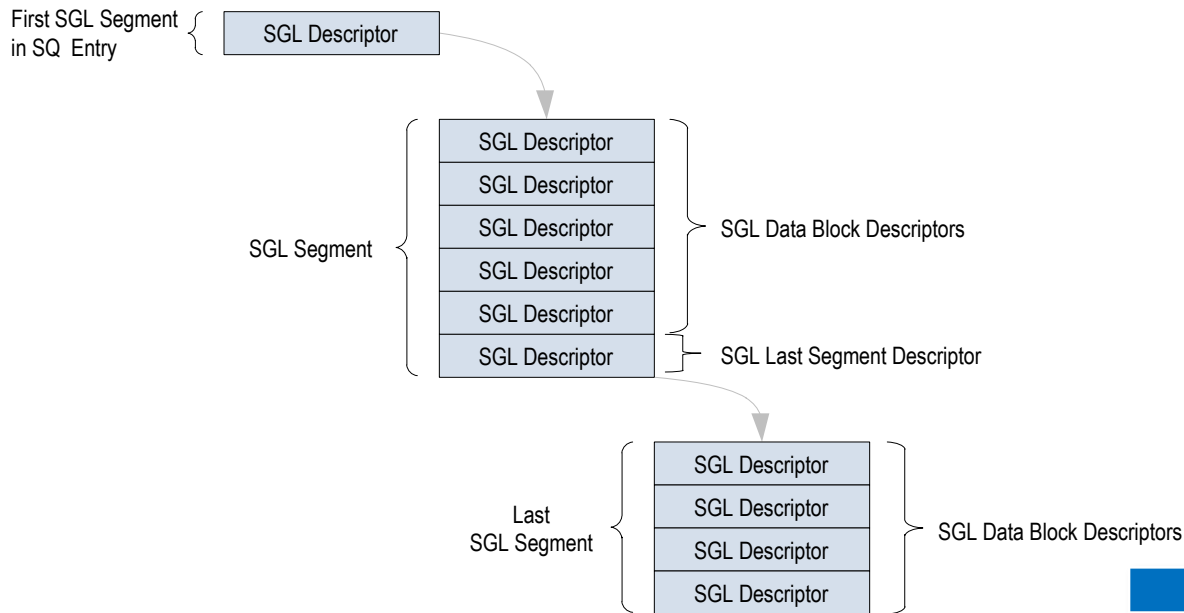 First SGL Segment
in SQ Entry
SGL Descriptor
SGL Segment
SGL Descriptor
SGL Descriptor
SGL Descriptor
SGL Descriptor
SGL Descriptor
SGL Descriptor
SGL Data Block Descriptors
SGL Last Segment Descriptor
Last
SGL Segment
SGL Descriptor
SGL Descriptor
SGL Descriptor
SGL Descriptor
SGL Data Block Descriptors